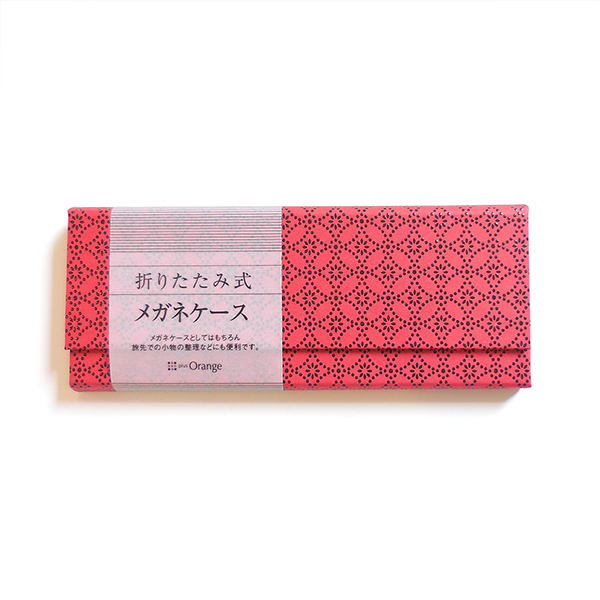 折りたたみ式
メガネケース
メガネケースとしてはもちろん
旅先での小物の整理などにも便利です。
plus Orange